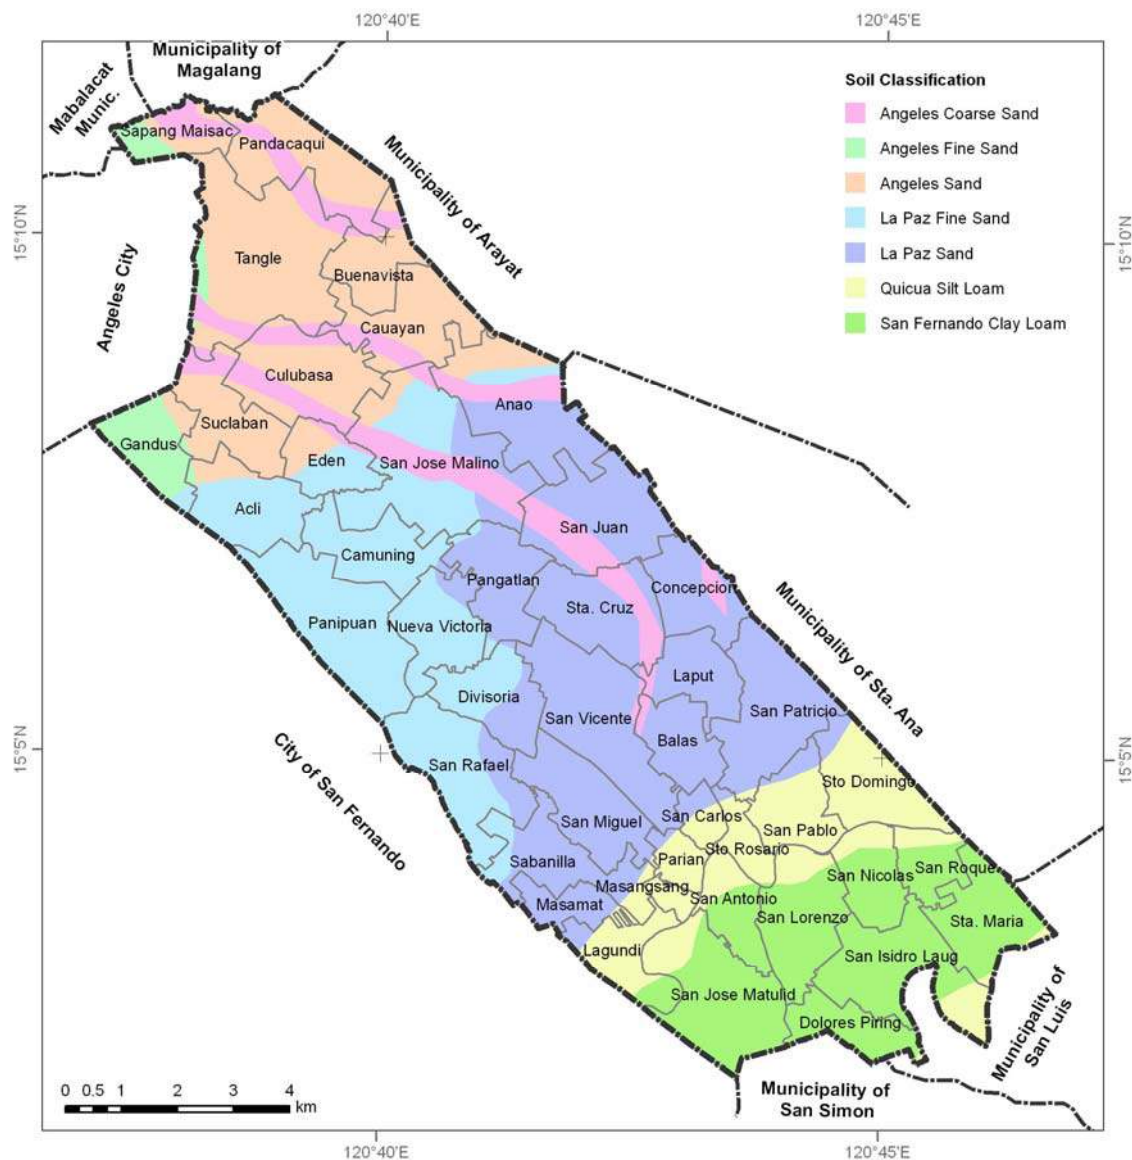 120°40'E
120°45'E
Municipality of
Magalang
Mabalacat
Munic.
Soil Classification
Angeles Coarse Sand
Angeles Fine Sand
Angeles Sand
La Paz Fine Sand
La Paz Sand
Quicua Silt Loam
San Fernando Clay Loam
Sapang Maisac
Pandacaqui
Municipality of Arayat
15°10'N
15°10'N
Angeles City
Tangle
Buenavista
Cauayan
Culubasa
Anao
Suclaban
Gandus
Eden
San Jose Malino
Acli
San Juan
Camuning
Pangatlan
Concepcion
Sta. Cruz
Panipuan
Nueva Victoria
Municipality of Sta. Ana
Laput
Divisoria
San Vicente
San Patricio
Balas
15°5'N
15°5'N
City of San Fernando
San Rafael
Sto Domingo
San Miguel
San Carlos
San Pablo
Sto Rosario
Sabanilla
Parian
San Nicolas
San Roque
Masangsang
Masamat
San Antonio
San Lorenzo
Sta. Maria
Lagundi
San Isidro Laug
San Jose Matulid
Dolores Piring
Municipality of
San Luis
0 0.5 1 2 3 4
km
Municipality of
San Simon
120°40'E
120°45'E